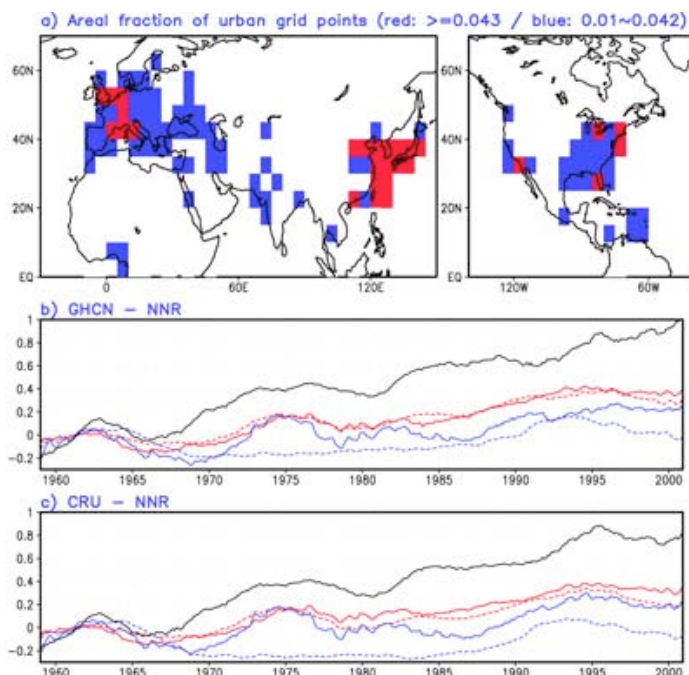 a) Areal fraction of urban grid points (red: >=0.043 / blue: 0.01~0.042)
60N
40N
20N
EQ
0 60E 120E
60N
40N
20N
EQ
120W 60W
b) GHCN – NNR
1
0.8
0.6
0.4
0.2
0
-0.2
1960 1965 1970 1975 1980 1985 1990 1995 2000
c) CRU – NNR
1
0.8
0.6
0.4
0.2
0
-0.2
1960 1965 1970 1975 1980 1985 1990 1995 2000